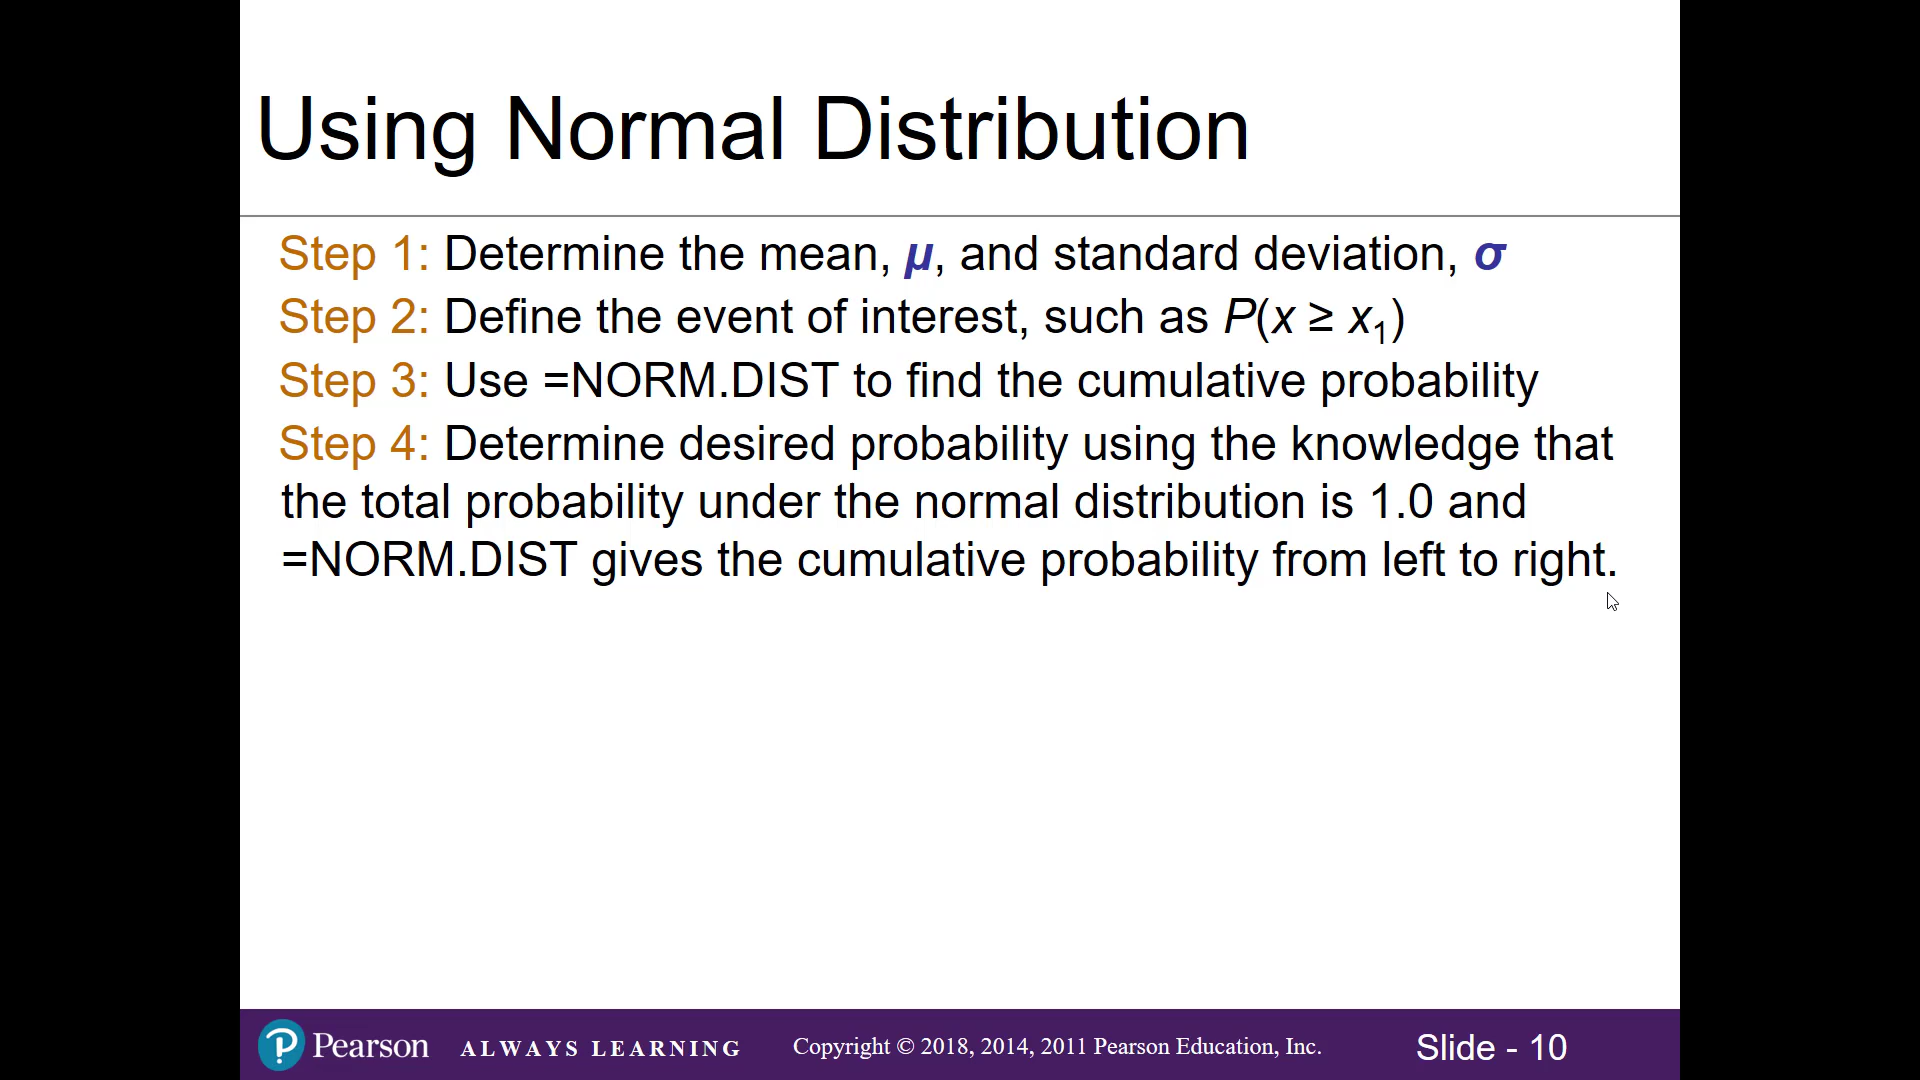 Using Normal Distribution
Step 1: Determine the mean, μ, and standard deviation, σ
Step 2: Define the event of interest, such as P(x ≥ x₁)
Step 3: Use =NORM.DIST to find the cumulative probability
Step 4: Determine desired probability using the knowledge that
the total probability under the normal distribution is 1.0 and
=NORM.DIST gives the cumulative probability from left to right.
Pearson ALWAYS LEARNING Copyright © 2018, 2014, 2011 Pearson Education, Inc. Slide - 10